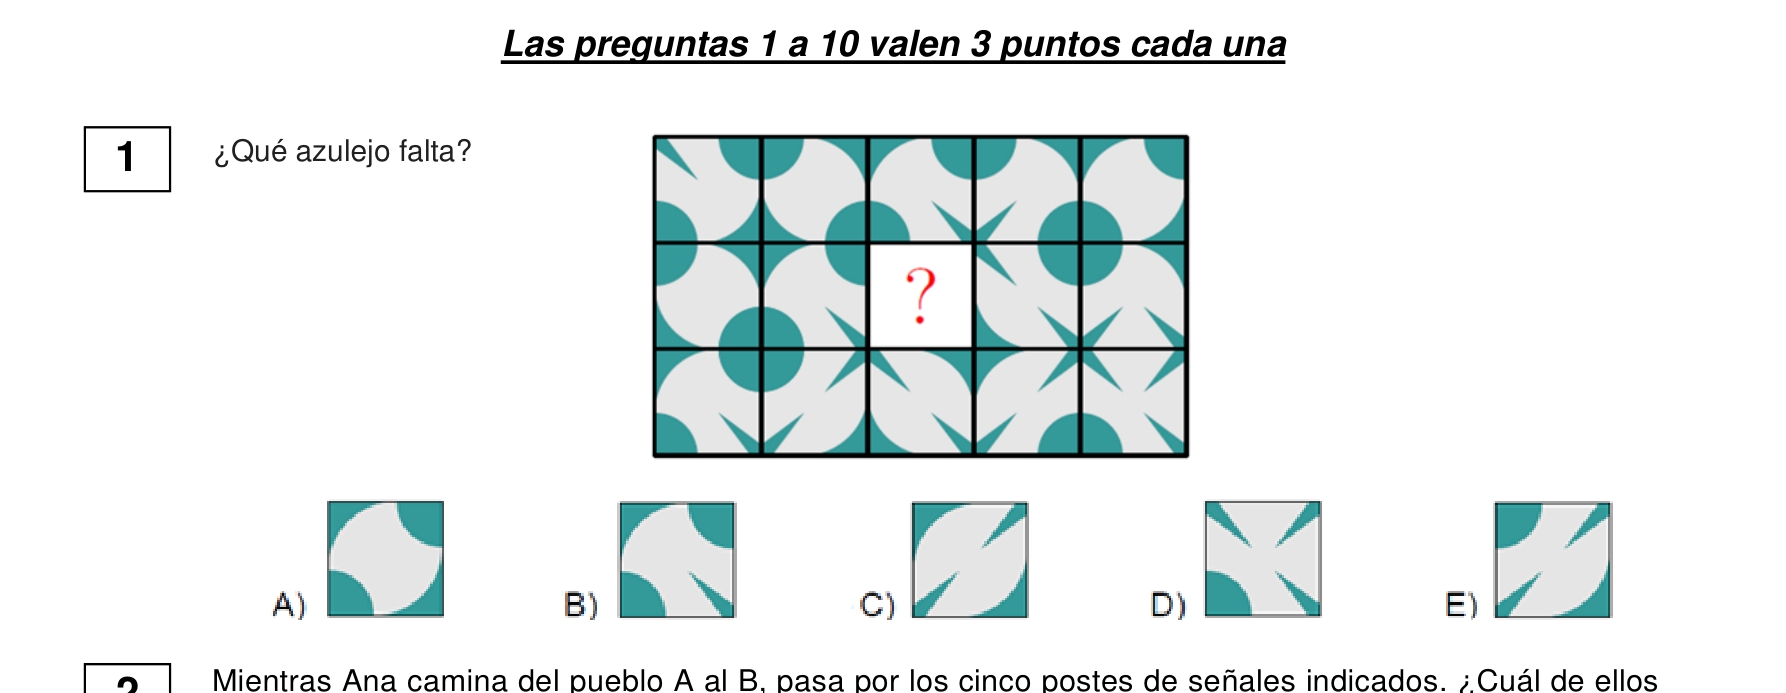 Las preguntas 1 a 10 valen 3 puntos cada una
1 ¿Qué azulejo falta?
?
A) B) C) D) E)
2 Mientras Ana camina del pueblo A al B, pasa por los cinco postes de señales indicados. ¿Cuál de ellos